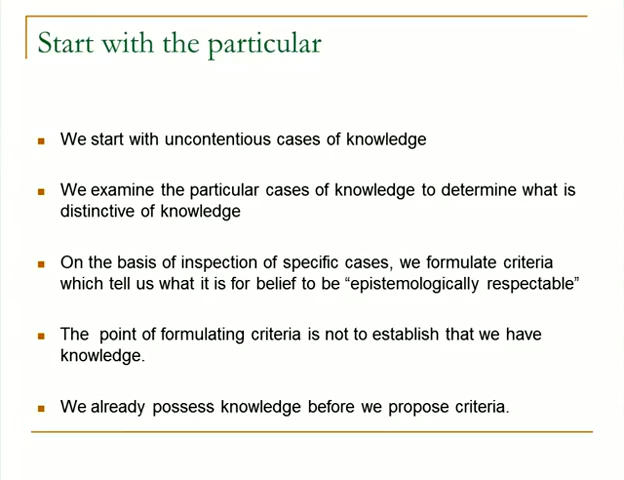 Start with the particular
We start with uncontentious cases of knowledge
We examine the particular cases of knowledge to determine what is
distinctive of knowledge
On the basis of inspection of specific cases, we formulate criteria
which tell us what it is for belief to be “epistemologically respectable”
The point of formulating criteria is not to establish that we have
knowledge.
We already possess knowledge before we propose criteria.